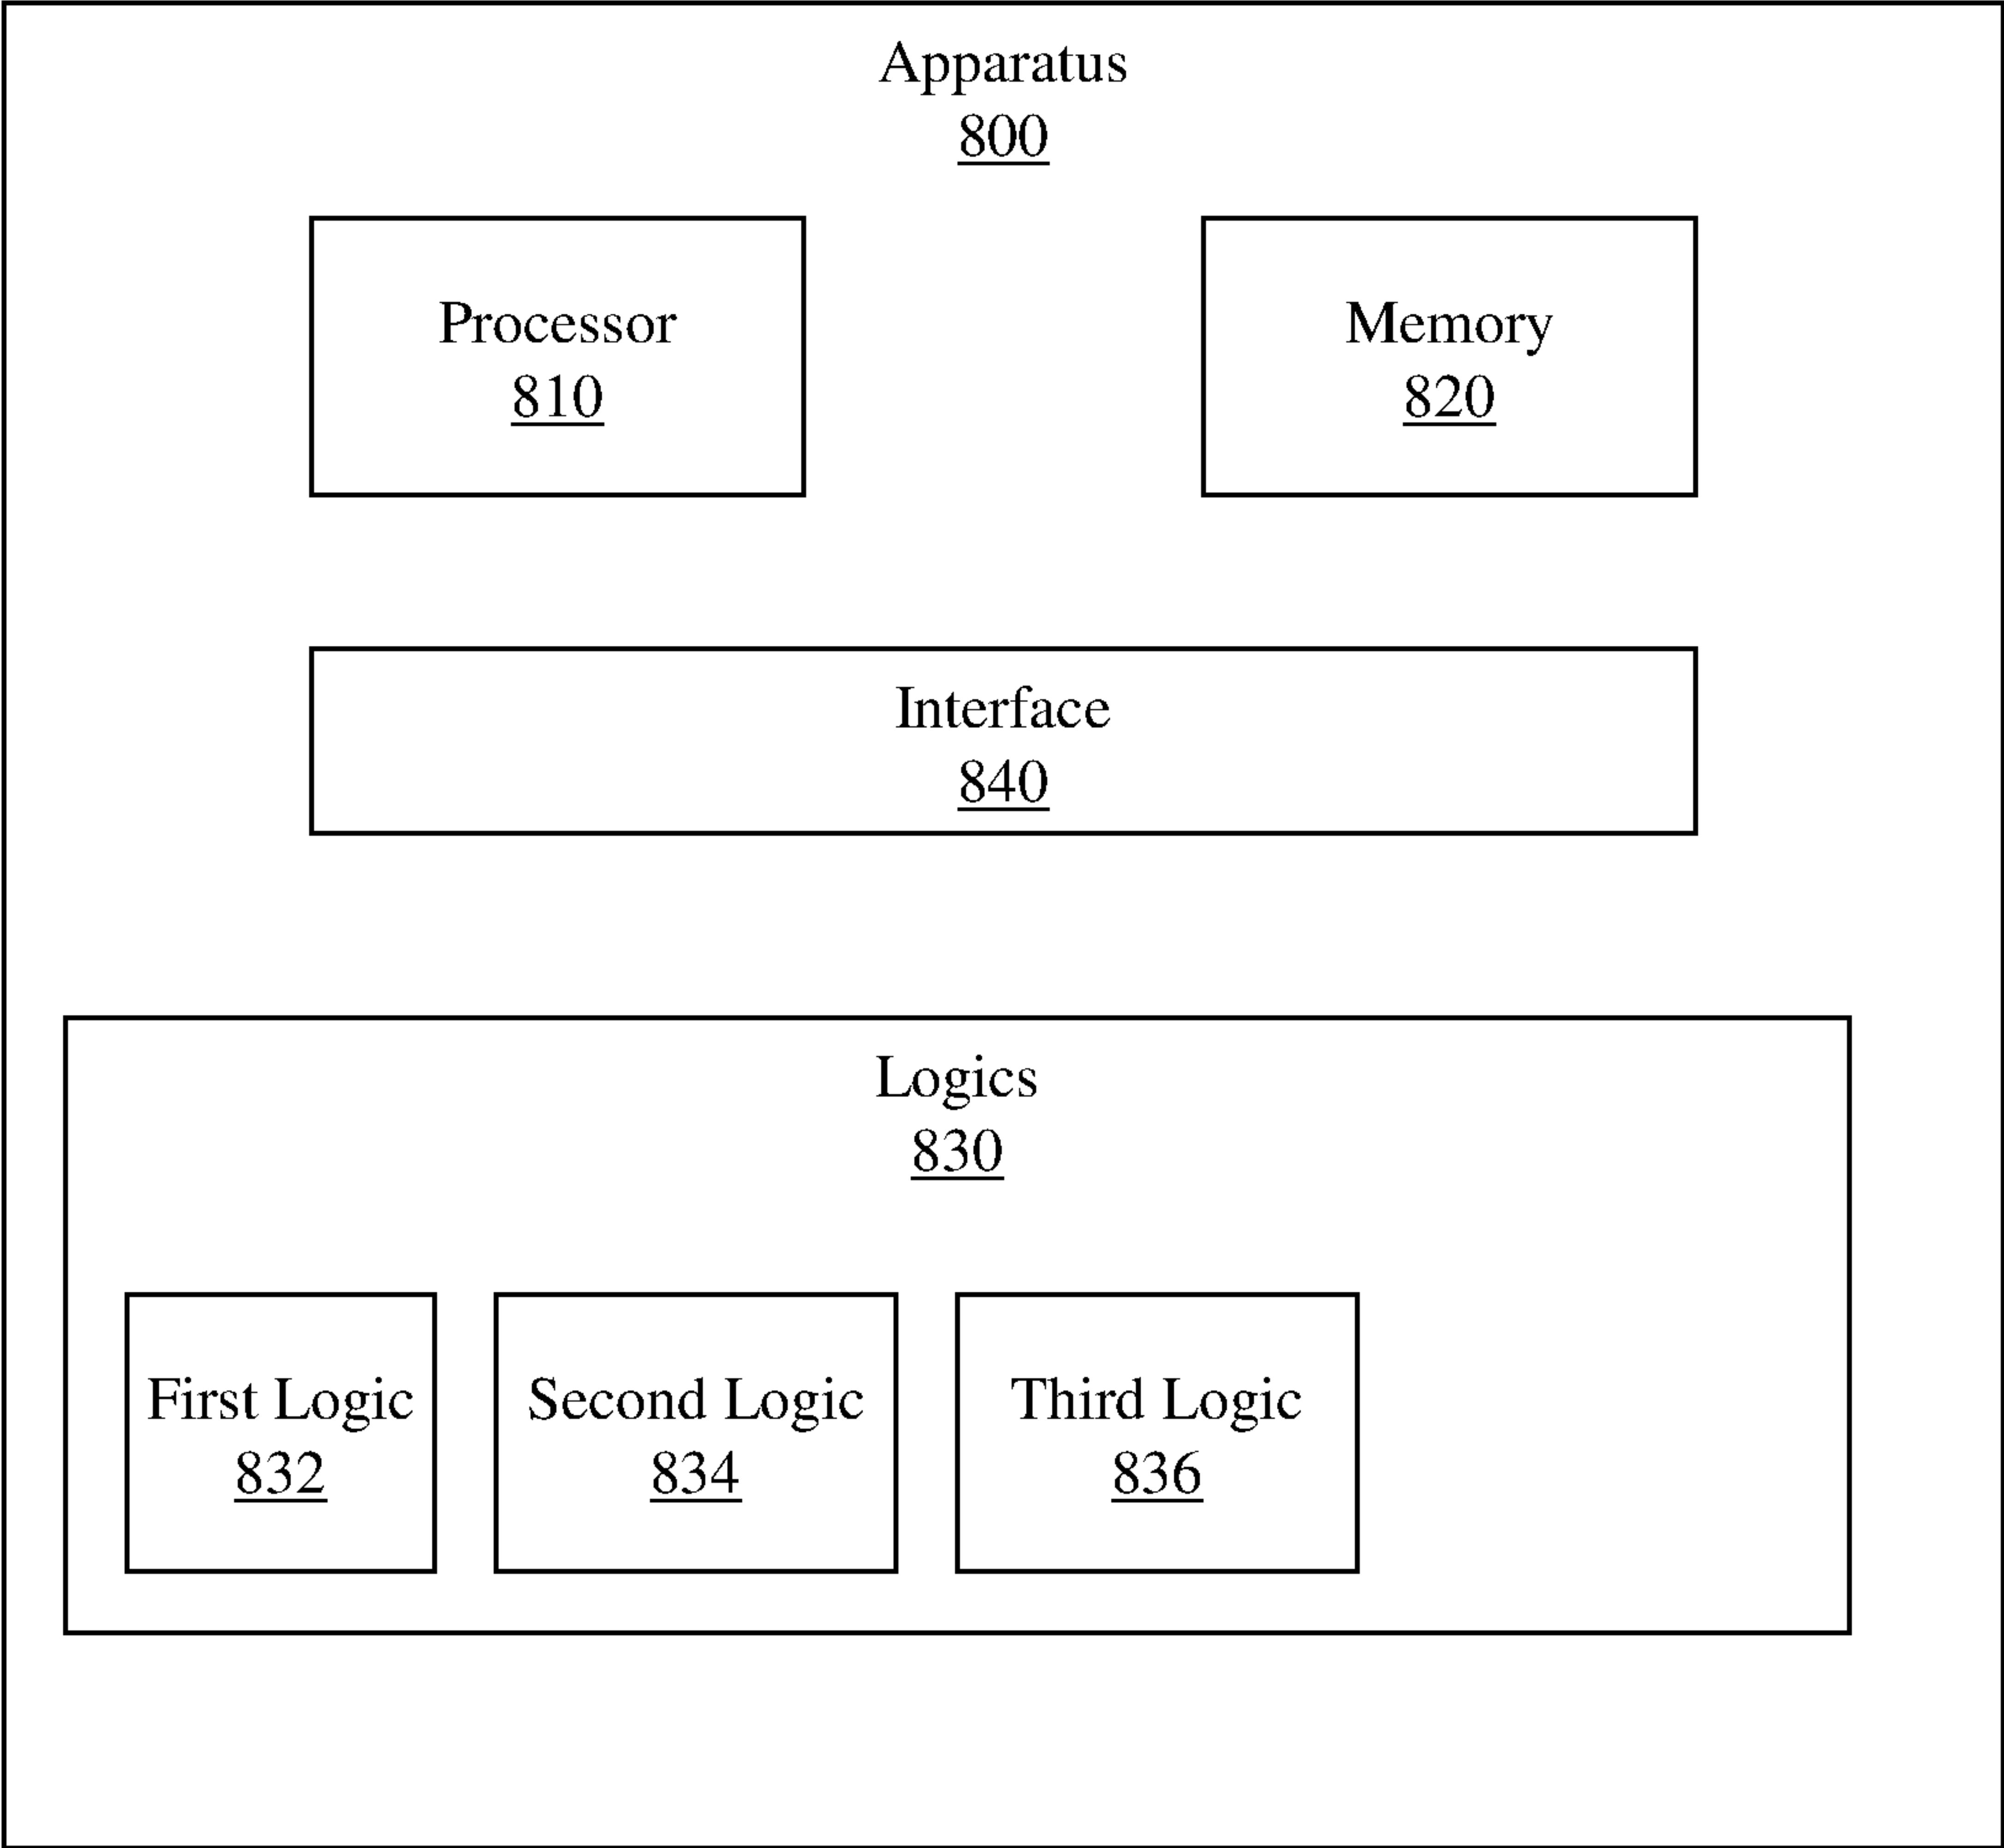 Apparatus
800
Processor
810
Memory
820
Interface
840
Logics
830
First Logic
832
Second Logic
834
Third Logic
836